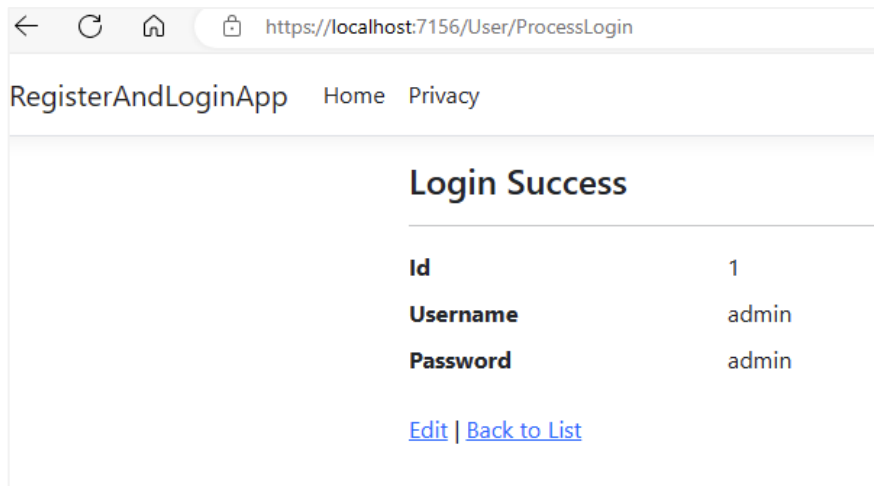 https://localhost:7156/User/ProcessLogin
RegisterAndLoginApp Home Privacy
Login Success
Id 1
Username admin
Password admin
Edit | Back to List